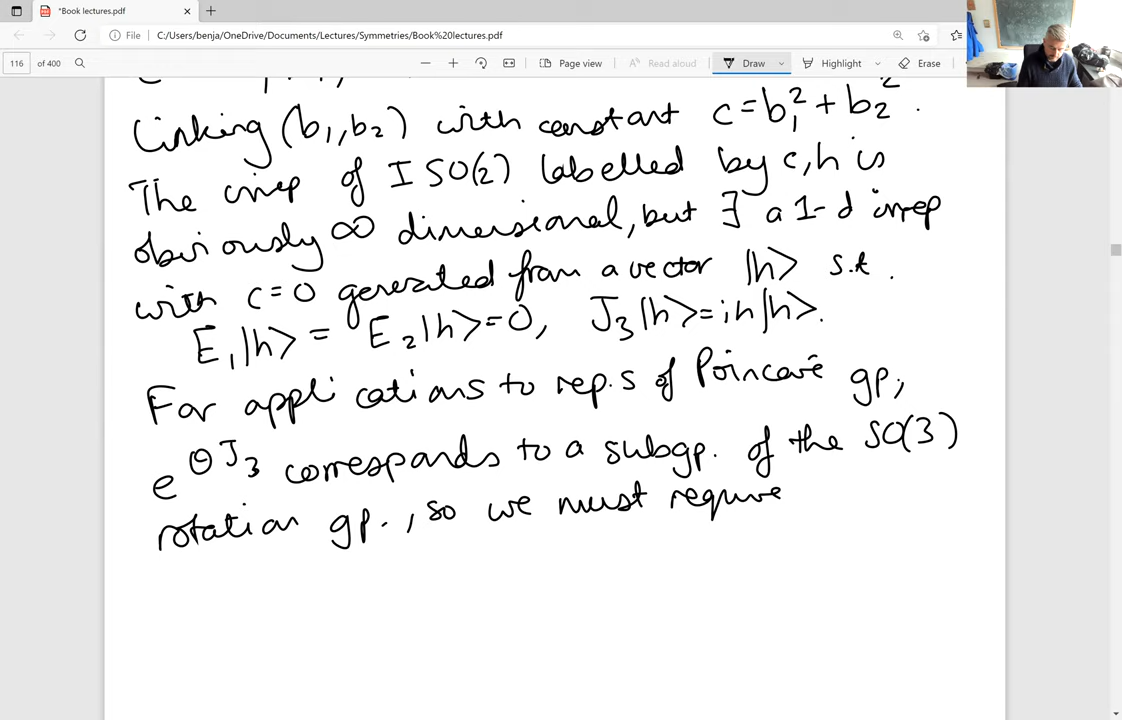 *Book lectures.pdf
File C:/Users/benja/OneDrive/Documents/Lectures/Symmetries/Book%20lectures.pdf
116 of 400 Page view Read aloud Draw Highlight Erase
Linking (b₁, b₂) with constant c = b₁² + b₂².
The irrep of ISO(2) labelled by c, h is
obviously ∞ dimensional, but ∃ a 1-d irrep
with c = 0 generated from a vector |h> s.t.
E₁|h> = E₂|h> = 0, J₃|h> = ih|h>.
For applications to rep.s of Poincaré gp,
e^θJ₃ corresponds to a subgp. of the SO(3)
rotation gp., so we must require